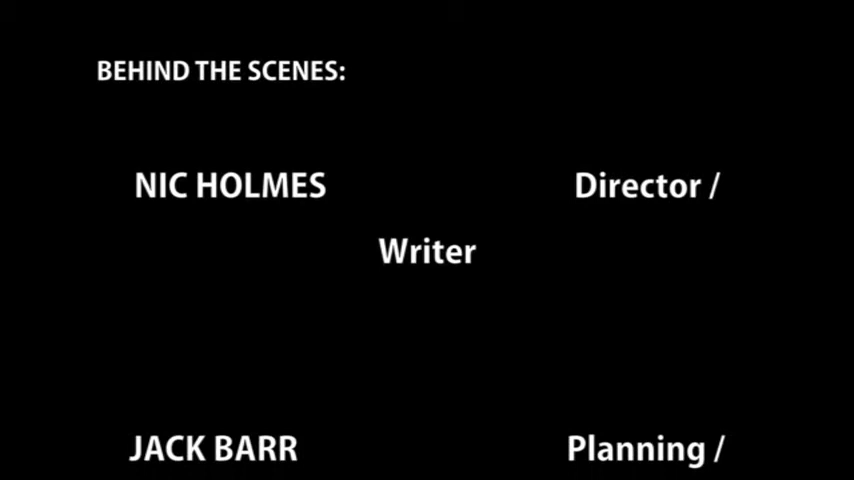 BEHIND THE SCENES:
NIC HOLMES Director /
Writer
JACK BARR Planning /